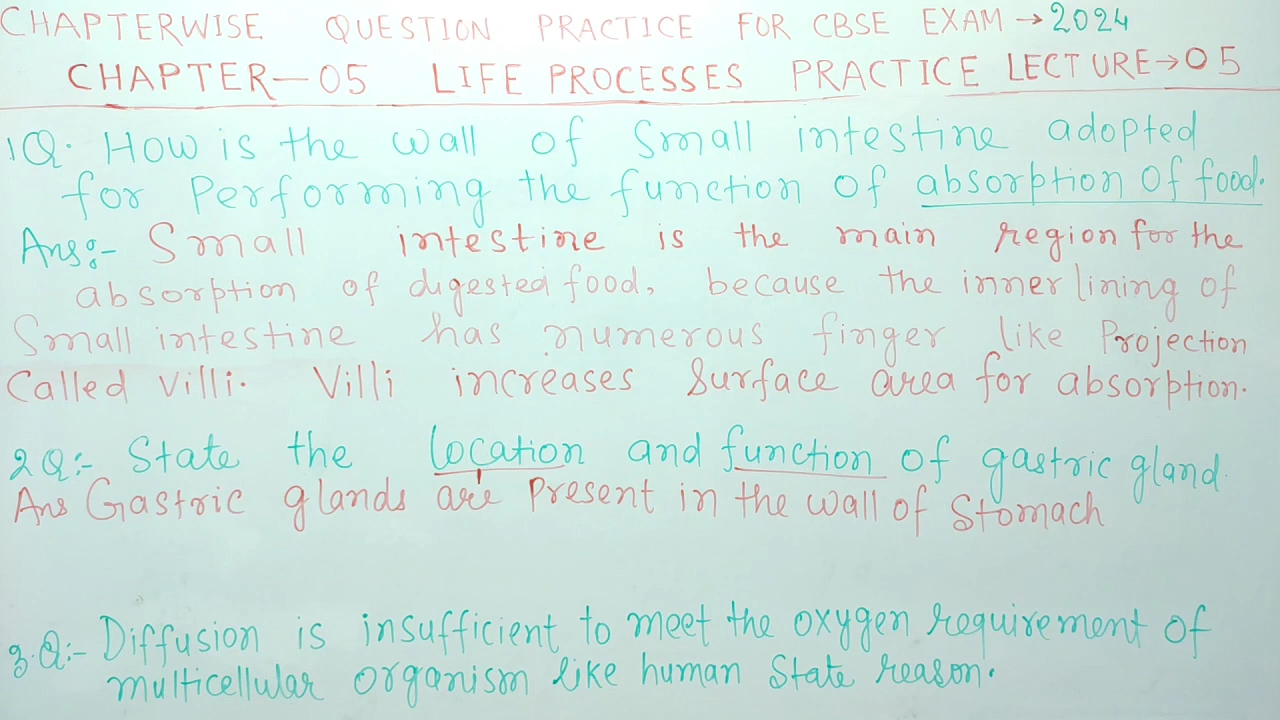 CHAPTERWISE QUESTION PRACTICE FOR CBSE EXAM → 2024
CHAPTER—05 LIFE PROCESSES PRACTICE LECTURE→05
1Q. How is the wall of Small intestine adopted
for Performing the function of absorption of food.
Ans:- Small intestine is the main region for the
absorption of digested food, because the inner lining of
Small intestine has numerous finger like Projection
Called Villi. Villi increases Surface area for absorption.
2Q:- State the location and function of gastric gland.
Ans Gastric glands are Present in the wall of Stomach
3.Q:- Diffusion is insufficient to meet the oxygen requirement of
multicellular organism like human State reason.